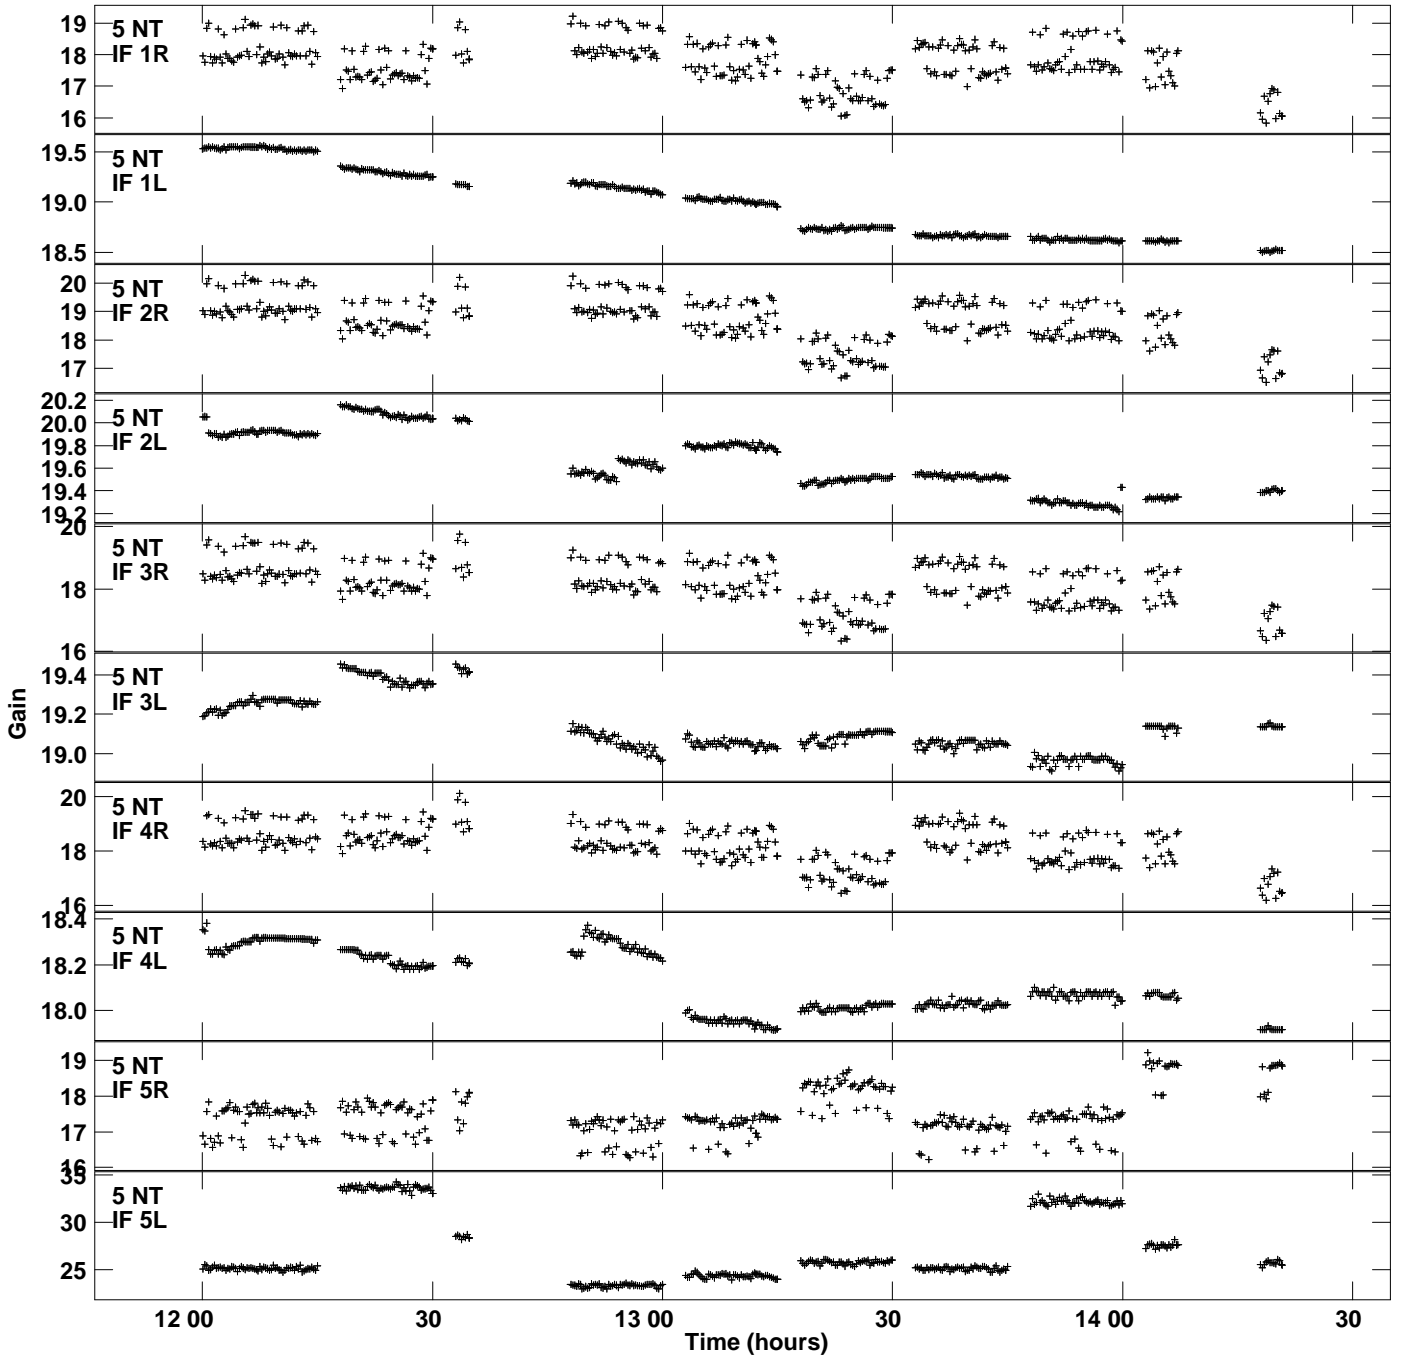 19
18
17
16
5 NT
IF 1R
19.5
19.0
18.5
5 NT
IF 1L
20
19
18
17
5 NT
IF 2R
20.2
20.0
19.8
19.6
19.4
19.2
5 NT
IF 2L
20
18
16
5 NT
IF 3R
19.4
19.2
19.0
5 NT
IF 3L
20
18
16
5 NT
IF 4R
18.4
18.2
18.0
5 NT
IF 4L
19
18
17
16
5 NT
IF 5R
35
30
25
5 NT
IF 5L
Gain
12 00 30 13 00 30 14 00 30
Time (hours)